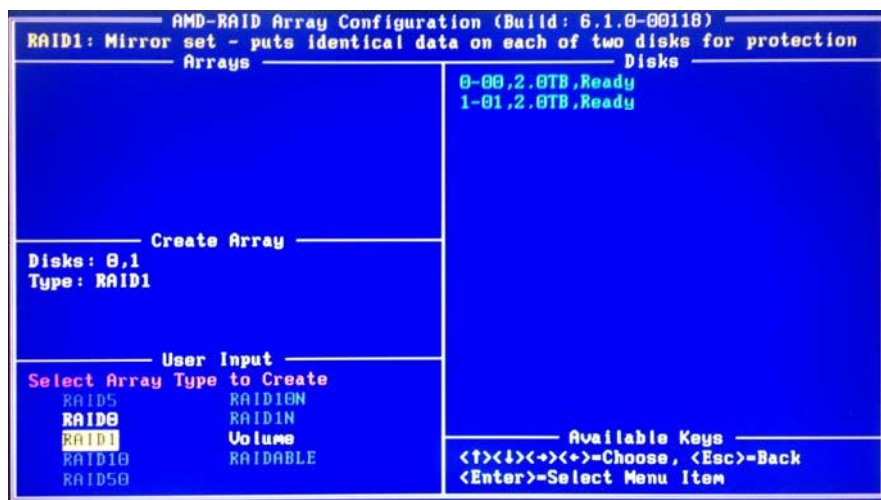 AMD-RAID Array Configuration (Build: 6.1.0-00118)
RAID1: Mirror set - puts identical data on each of two disks for protection
Arrays
Disks
0-00,2.0TB,Ready
1-01,2.0TB,Ready
Create Array
Disks: 0,1
Type: RAID1
User Input
Select Array Type to Create
RAID5 RAID10N
RAID0 RAID1N
RAID1 Volume
RAID10 RAIDABLE
RAID50
Available Keys
<↑><↓><→><←>=Choose, <Esc>=Back
<Enter>=Select Menu Item